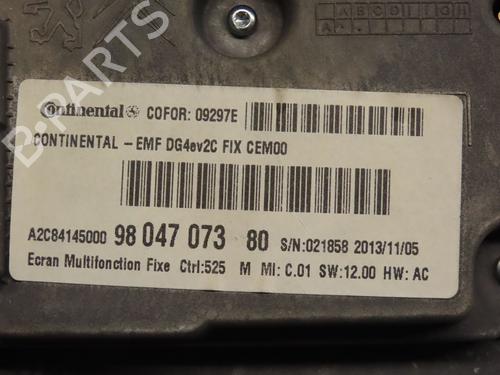 A B C D E F G H
A
B-PARTS
Continental COFOR: 09297E
CONTINENTAL - EMF DG4ev2C FIX CEM00
A2C84145000 98 047 073 80 S/N:021858 2013/11/05
Ecran Multifonction Fixe Ctrl:525 M MI: C.01 SW:12.00 HW: AC